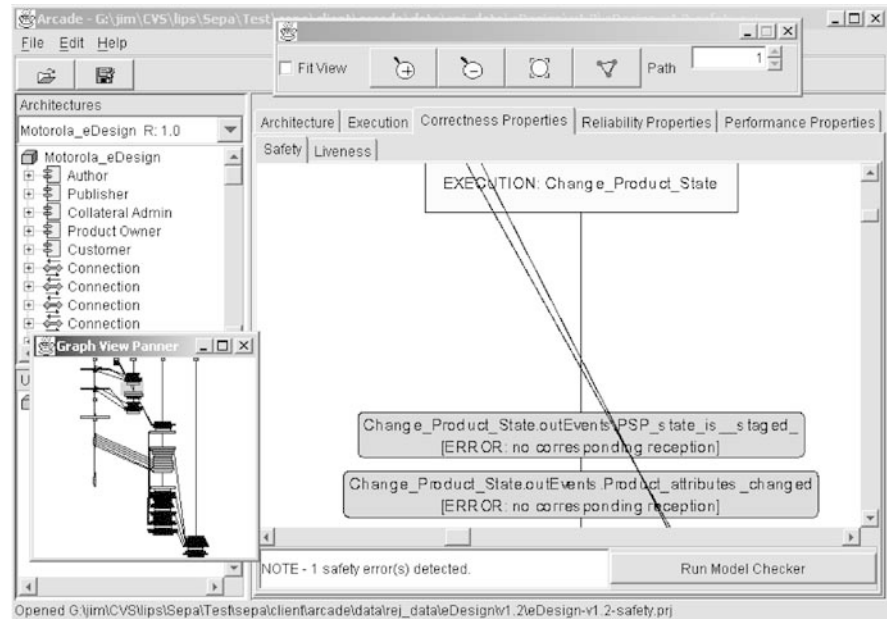 Arcade - G:\jim\CVS\lips\Sepa\T
File Edit Help
Fit View
Path
1
Architectures
Motorola_eDesign R: 1.0
Motorola_eDesign
Author
Publisher
Collateral Admin
Product Owner
Customer
Connection
Connection
Connection
Connection
Graph View Panner
U
Architecture Execution Correctness Properties Reliability Properties Performance Properties
Safety Liveness
EXECUTION: Change_Product_State
Change_Product_State.outEvents.PSP_state_is__staged_
[ERROR: no corresponding reception]
Change_Product_State.outEvents.Product_attributes_changed
[ERROR: no corresponding reception]
NOTE - 1 safety error(s) detected.
Run Model Checker
Opened G:\jim\CVS\lips\Sepa\Test\sepa\client\arcade\data\rej_data\eDesign\v1.2\eDesign-v1.2-safety.prj